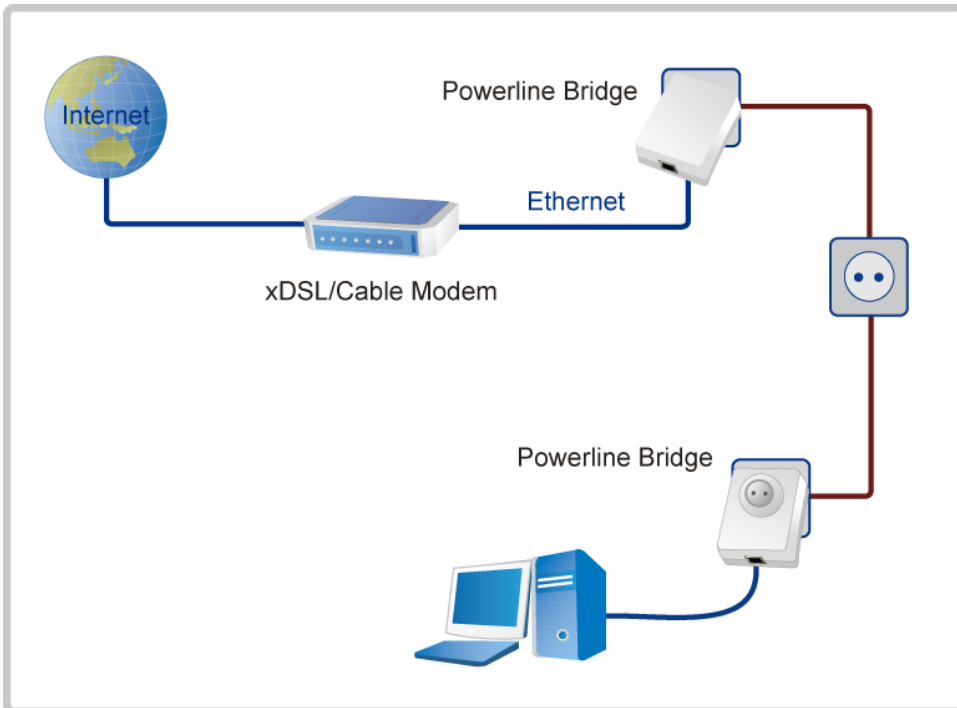 Internet
Powerline Bridge
Ethernet
xDSL/Cable Modem
Powerline Bridge